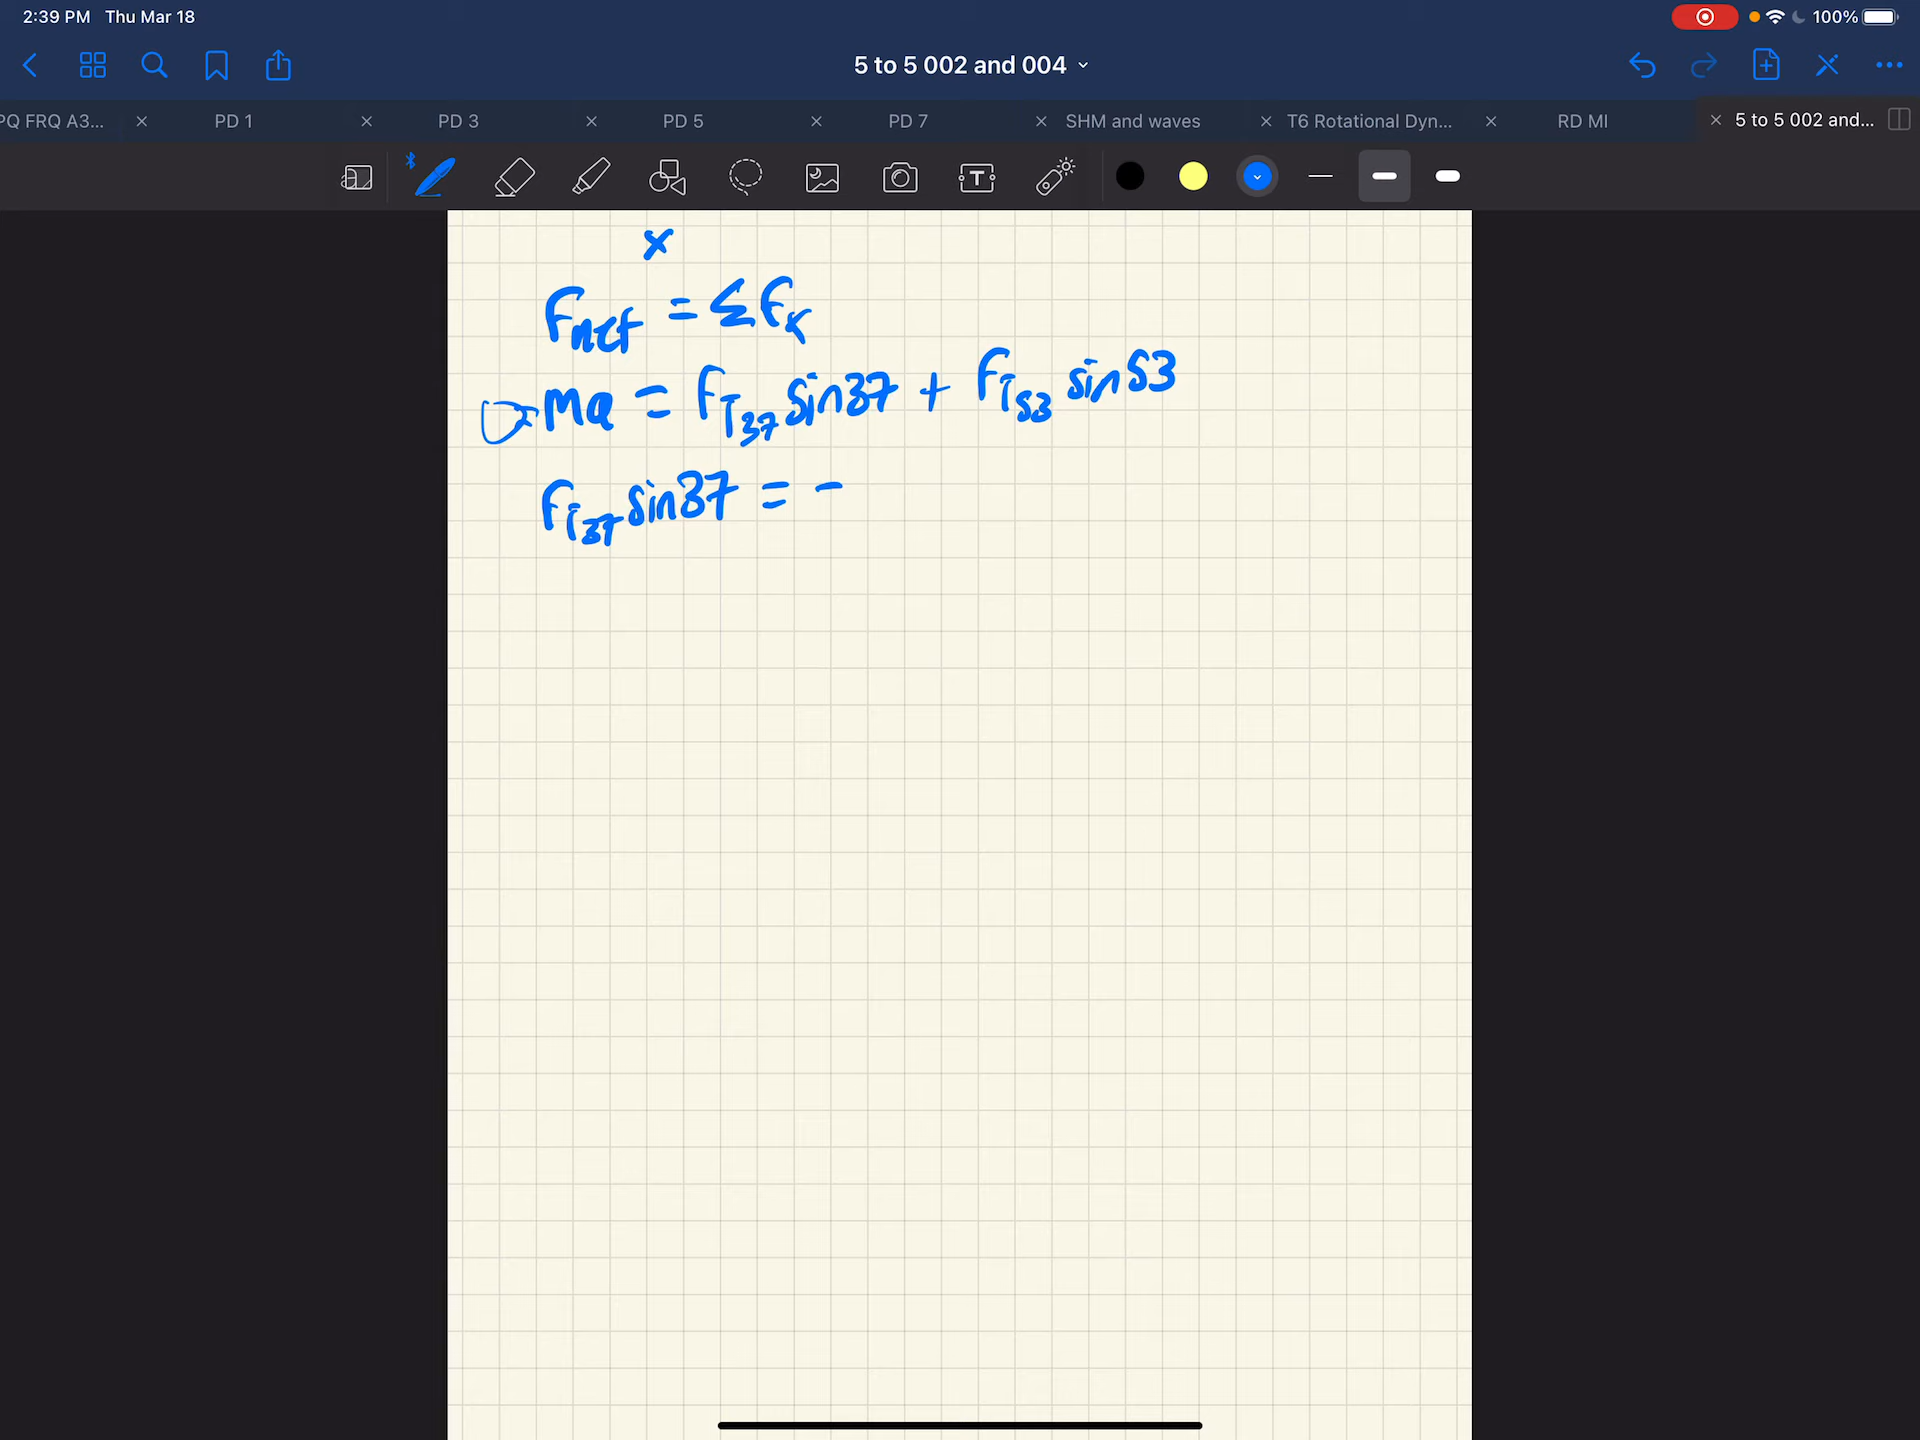 2:39 PM Thu Mar 18
100%
5 to 5 002 and 004
PQ FRQ A3...
PD 1
PD 3
PD 5
PD 7
SHM and waves
T6 Rotational Dyn...
RD MI
5 to 5 002 and...
x
Fnet = ΣFx
ma = FT37 sin37 + FT53 sin53
FT37 sin37 = -